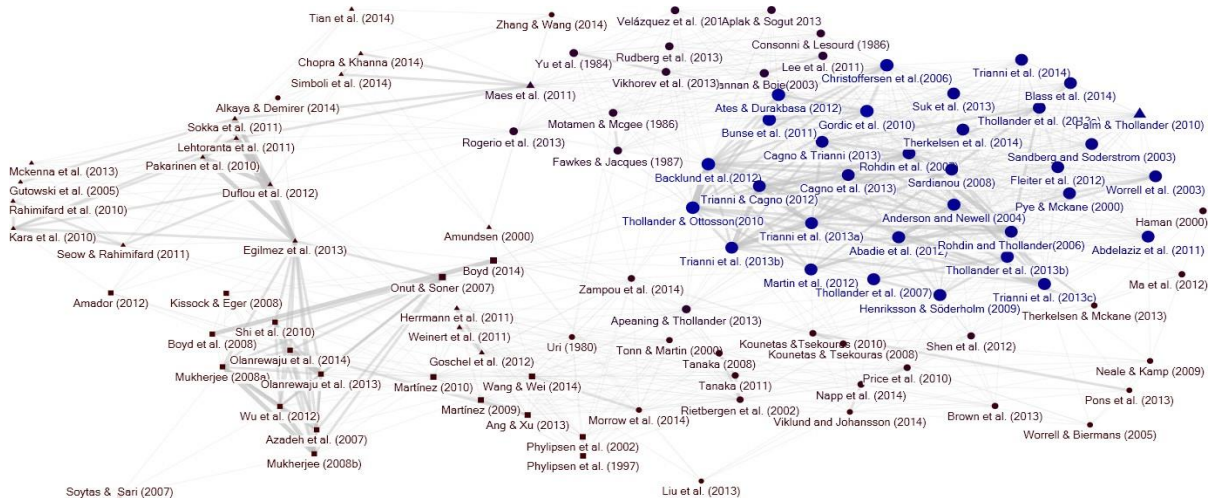 Tian et al. (2014)
Zhang & Wang (2014)
Velázquez et al. (201
Aplak & Sogut 2013
Chopra & Khanna (2014)
Simboli et al. (2014)
Yu et al. (1984)
Rudberg et al. (2013)
Consonni & Lesourd (1986)
Lee et al. (2011)
Vikhorev et al. (2013)
annan & Boie(2003)
Christoffersen et al. (2006)
Trianni et al. (2014)
Maes et al. (2011)
Blass et al. (2014)
Alkaya & Demirer (2014)
Ates & Durakbasa (2012)
Suk et al. (2013)
Sokka et al. (2011)
Motamen & Mcgee (1986)
Bunse et al. (2011)
Gordic et al. (2010)
Thollander et al. (2013c)
Palm & Thollander (2010)
Lehtoranta et al. (2011)
Rogerio et al. (2013)
Therkelsen et al. (2014)
Pakarinen et al. (2010)
Fawkes & Jacques (1987)
Cagno & Trianni (2013)
Rohdin et al. (2007)
Sandberg and Soderstrom (2003)
Mckenna et al. (2013)
Backlund et al. (2012)
Sardianou (2008)
Fleiter et al. (2012)
Gutowski et al. (2005)
Duflou et al. (2012)
Cagno et al. (2013)
Worrell et al. (2003)
Trianni & Cagno (2012)
Pye & Mckane (2000)
Rahimifard et al. (2010)
Thollander & Ottosson(2010
Anderson and Newell (2004)
Haman (2000)
Kara et al. (2010)
Amundsen (2000)
Trianni et al. (2013a)
Seow & Rahimifard (2011)
Egilmez et al. (2013)
Abadie et al. (2012)
Rohdin and Thollander(2006)
Abdelaziz et al. (2011)
Trianni et al. (2013b)
Boyd (2014)
Thollander et al. (2013b)
Onut & Soner (2007)
Zampou et al. (2014)
Martin et al. (2012)
Thollander et al. (2007)
Ma et al. (2012)
Trianni et al. (2013c)
Amador (2012)
Kissock & Eger (2008)
Henriksson & Söderholm (2009)
Herrmann et al. (2011)
Apeaning & Thollander (2013)
Therkelsen & Mckane (2013)
Shi et al. (2010)
Weinert et al. (2011)
Boyd et al. (2008)
Uri (1980)
Tonn & Martin (2000)
Kounetas &Tsekouras (2010)
Shen et al. (2012)
Olanrewaju et al. (2014)
Goschel et al. (2012)
Tanaka (2008)
Kounetas & Tsekouras (2008)
Mukherjee (2008a)
Olanrewaju et al. (2013)
Martínez (2010)
Wang & Wei (2014)
Tanaka (2011)
Price et al. (2010)
Neale & Kamp (2009)
Napp et al. (2014)
Pons et al. (2013)
Wu et al. (2012)
Martínez (2009)
Rietbergen et al. (2002)
Ang & Xu (2013)
Morrow et al. (2014)
Viklund and Johansson (2014)
Brown et al. (2013)
Azadeh et al. (2007)
Worrell & Biermans (2005)
Phylipsen et al. (2002)
Mukherjee (2008b)
Phylipsen et al. (1997)
Soytas & Sari (2007)
Liu et al. (2013)